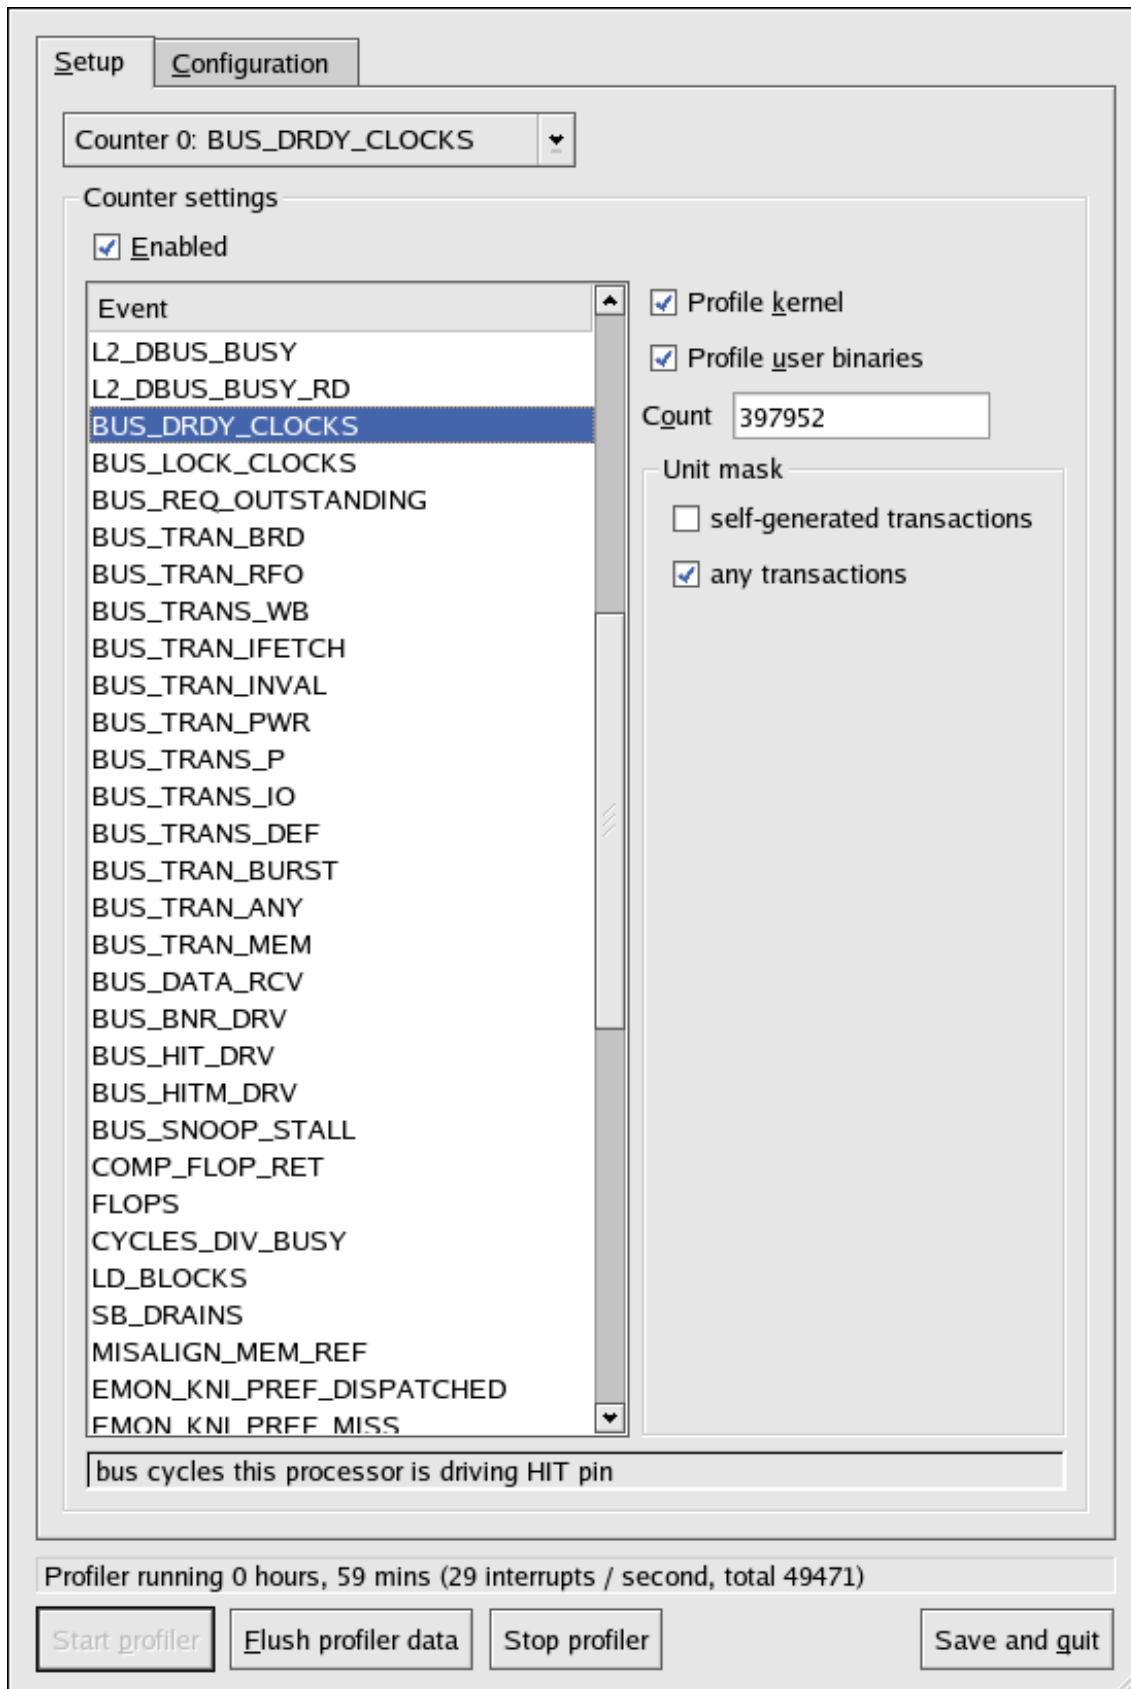 Setup
Configuration
Counter 0: BUS_DRDY_CLOCKS
Counter settings
Enabled
Event
L2_DBUS_BUSY
L2_DBUS_BUSY_RD
BUS_DRDY_CLOCKS
BUS_LOCK_CLOCKS
BUS_REQ_OUTSTANDING
BUS_TRAN_BRD
BUS_TRAN_RFO
BUS_TRANS_WB
BUS_TRAN_IFETCH
BUS_TRAN_INVAL
BUS_TRAN_PWR
BUS_TRANS_P
BUS_TRANS_IO
BUS_TRANS_DEF
BUS_TRAN_BURST
BUS_TRAN_ANY
BUS_TRAN_MEM
BUS_DATA_RCV
BUS_BNR_DRV
BUS_HIT_DRV
BUS_HITM_DRV
BUS_SNOOP_STALL
COMP_FLOP_RET
FLOPS
CYCLES_DIV_BUSY
LD_BLOCKS
SB_DRAINS
MISALIGN_MEM_REF
EMON_KNI_PREF_DISPATCHED
EMON_KNI_PREF_MISS
Profile kernel
Profile user binaries
Count 397952
Unit mask
self-generated transactions
any transactions
bus cycles this processor is driving HIT pin
Profiler running 0 hours, 59 mins (29 interrupts / second, total 49471)
Start profiler
Flush profiler data
Stop profiler
Save and quit